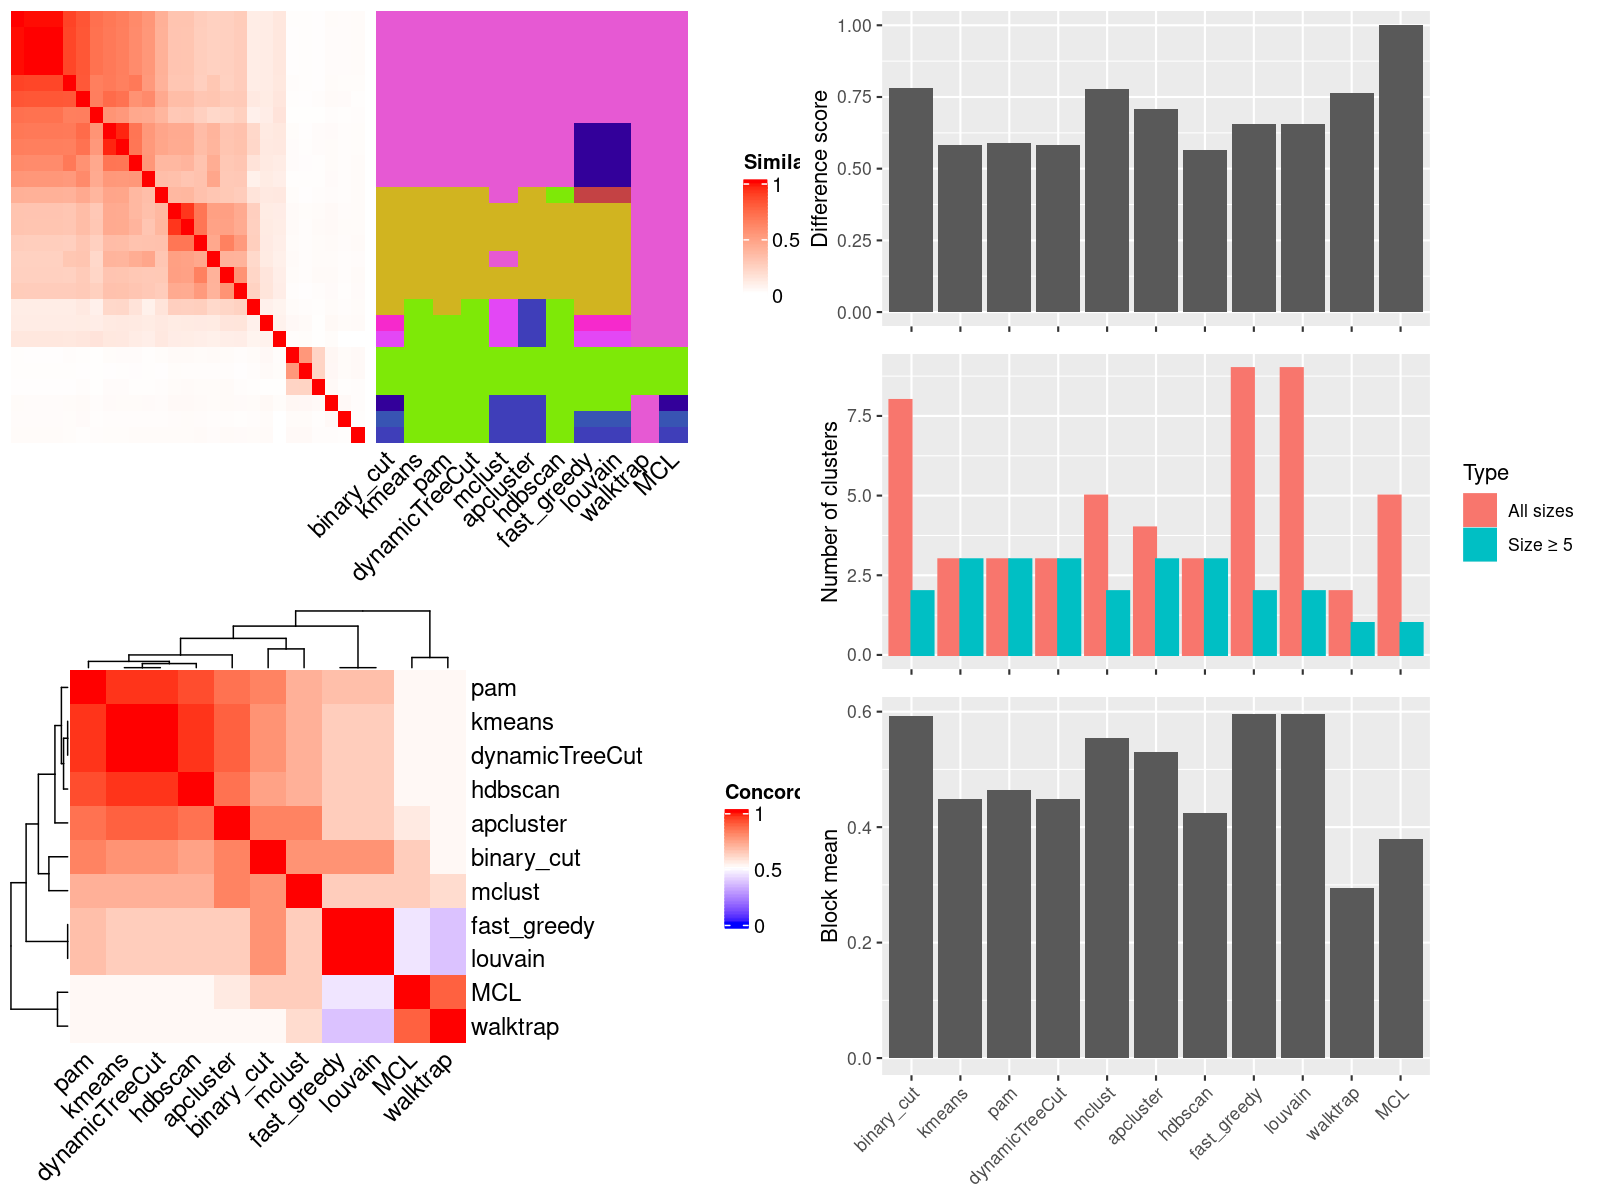 Simila
1
0.5
0
binary_cut
kmeans
pam
dynamicTreeCut
mclust
apcluster
hdbscan
fast_greedy
louvain
walktrap
MCL
pam
kmeans
dynamicTreeCut
hdbscan
apcluster
binary_cut
mclust
fast_greedy
louvain
MCL
walktrap
pam
kmeans
dynamicTreeCut
hdbscan
apcluster
binary_cut
mclust
fast_greedy
louvain
MCL
walktrap
Concord
1
0.5
0
Difference score
1.00
0.75
0.50
0.25
0.00
Number of clusters
7.5
5.0
2.5
0.0
Type
All sizes
Size ≥ 5
Block mean
0.6
0.4
0.2
0.0
binary_cut
kmeans
pam
dynamicTreeCut
mclust
apcluster
hdbscan
fast_greedy
louvain
walktrap
MCL